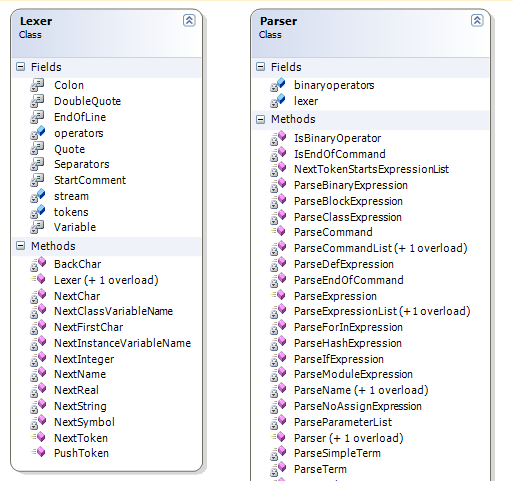 Lexer
Class
Fields
Colon
DoubleQuote
EndOfLine
operators
Quote
Separators
StartComment
stream
tokens
Variable
Methods
BackChar
Lexer (+ 1 overload)
NextChar
NextClassVariableName
NextFirstChar
NextInstanceVariableName
NextInteger
NextName
NextReal
NextString
NextSymbol
NextToken
PushToken
Parser
Class
Fields
binaryoperators
lexer
Methods
IsBinaryOperator
IsEndOfCommand
NextTokenStartsExpressionList
ParseBinaryExpression
ParseBlockExpression
ParseClassExpression
ParseCommand
ParseCommandList (+ 1 overload)
ParseDefExpression
ParseEndOfCommand
ParseExpression
ParseExpressionList (+ 1 overload)
ParseForInExpression
ParseHashExpression
ParseIfExpression
ParseModuleExpression
ParseName (+ 1 overload)
ParseNoAssignExpression
ParseParameterList
Parser (+ 1 overload)
ParseSimpleTerm
ParseTerm